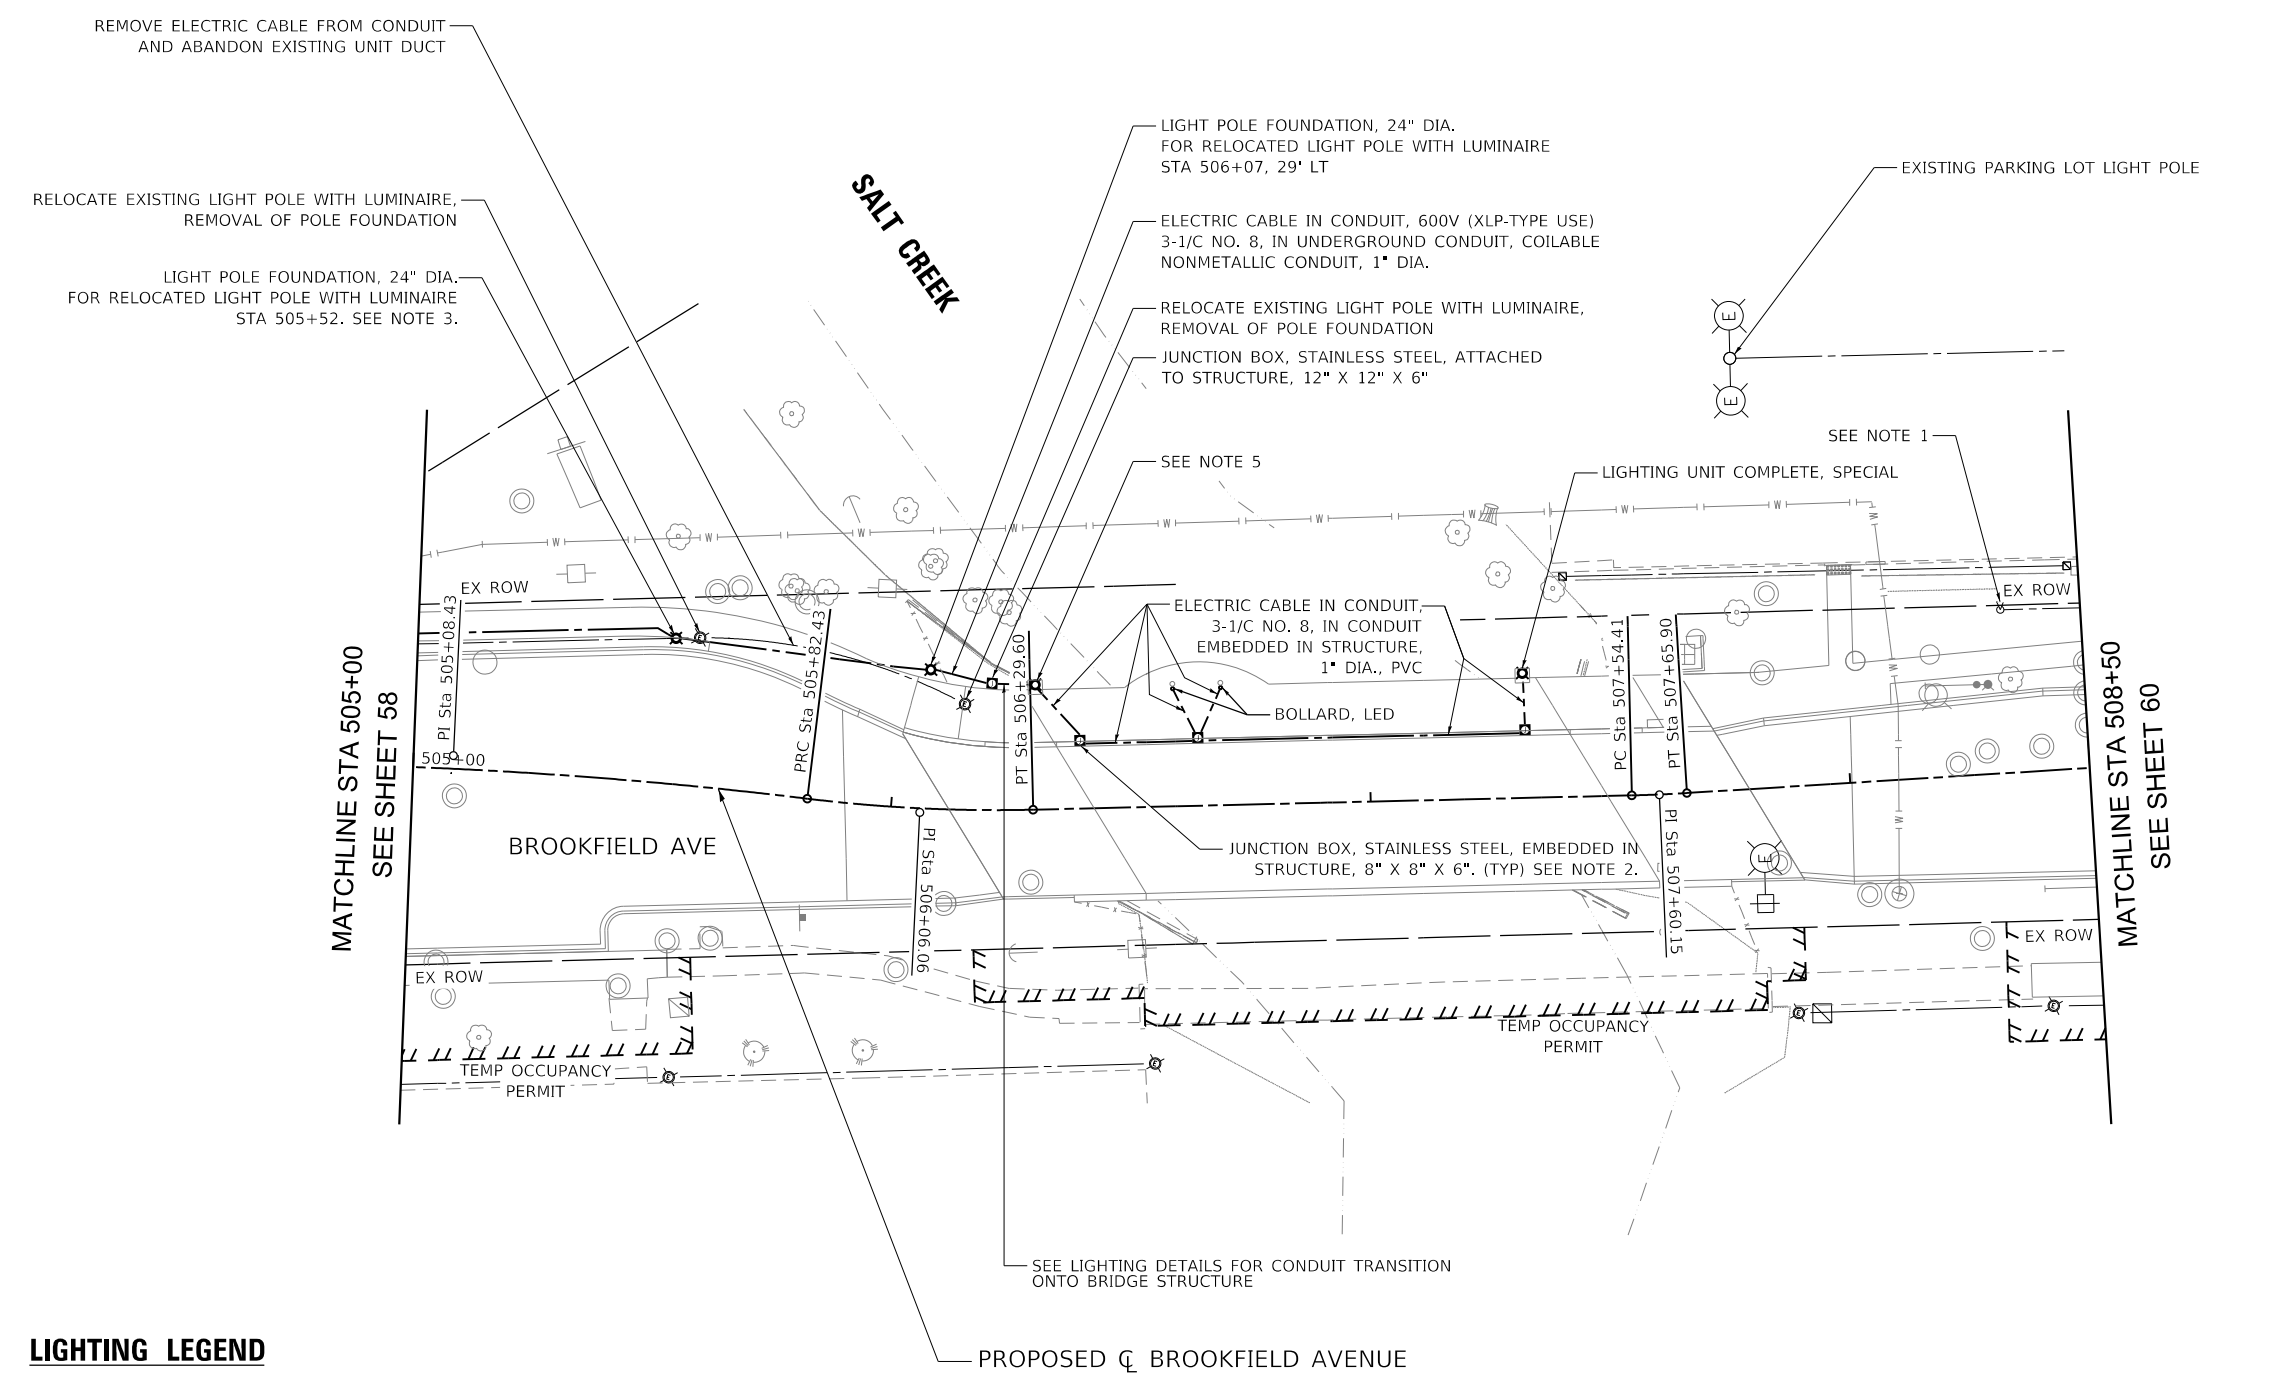 REMOVE ELECTRIC CABLE FROM CONDUIT
AND ABANDON EXISTING UNIT DUCT
LIGHT POLE FOUNDATION, 24" DIA.
FOR RELOCATED LIGHT POLE WITH LUMINAIRE
STA 506+07, 29' LT
EXISTING PARKING LOT LIGHT POLE
RELOCATE EXISTING LIGHT POLE WITH LUMINAIRE,
REMOVAL OF POLE FOUNDATION
SALT CREEK
ELECTRIC CABLE IN CONDUIT, 600V (XLP-TYPE USE)
3-1/C NO. 8, IN UNDERGROUND CONDUIT, COILABLE
NONMETALLIC CONDUIT, 1" DIA.
LIGHT POLE FOUNDATION, 24" DIA.
FOR RELOCATED LIGHT POLE WITH LUMINAIRE
STA 505+52. SEE NOTE 3.
RELOCATE EXISTING LIGHT POLE WITH LUMINAIRE,
REMOVAL OF POLE FOUNDATION
E
E
JUNCTION BOX, STAINLESS STEEL, ATTACHED
TO STRUCTURE, 12" X 12" X 6"
SEE NOTE 1
SEE NOTE 5
LIGHTING UNIT COMPLETE, SPECIAL
W
W
W
W
W
W
W
W
W
W
W
W
EX ROW
EX ROW
ELECTRIC CABLE IN CONDUIT,
3-1/C NO. 8, IN CONDUIT
EMBEDDED IN STRUCTURE,
1" DIA., PVC
BOLLARD, LED
MATCHLINE STA 505+00
SEE SHEET 58
PI Sta 505+08.43
PRC Sta 505+82.43
PT Sta 506+29.60
PC Sta 507+54.41
PT Sta 507+65.90
MATCHLINE STA 508+50
SEE SHEET 60
505+00
BROOKFIELD AVE
PI Sta 506+06.06
JUNCTION BOX, STAINLESS STEEL, EMBEDDED IN
STRUCTURE, 8" X 8" X 6". (TYP) SEE NOTE 2.
PI Sta 507+60.15
E
EX ROW
EX ROW
E
E
E
E
E
E
TEMP OCCUPANCY
PERMIT
TEMP OCCUPANCY
PERMIT
SEE LIGHTING DETAILS FOR CONDUIT TRANSITION
ONTO BRIDGE STRUCTURE
LIGHTING LEGEND
PROPOSED ℄ BROOKFIELD AVENUE